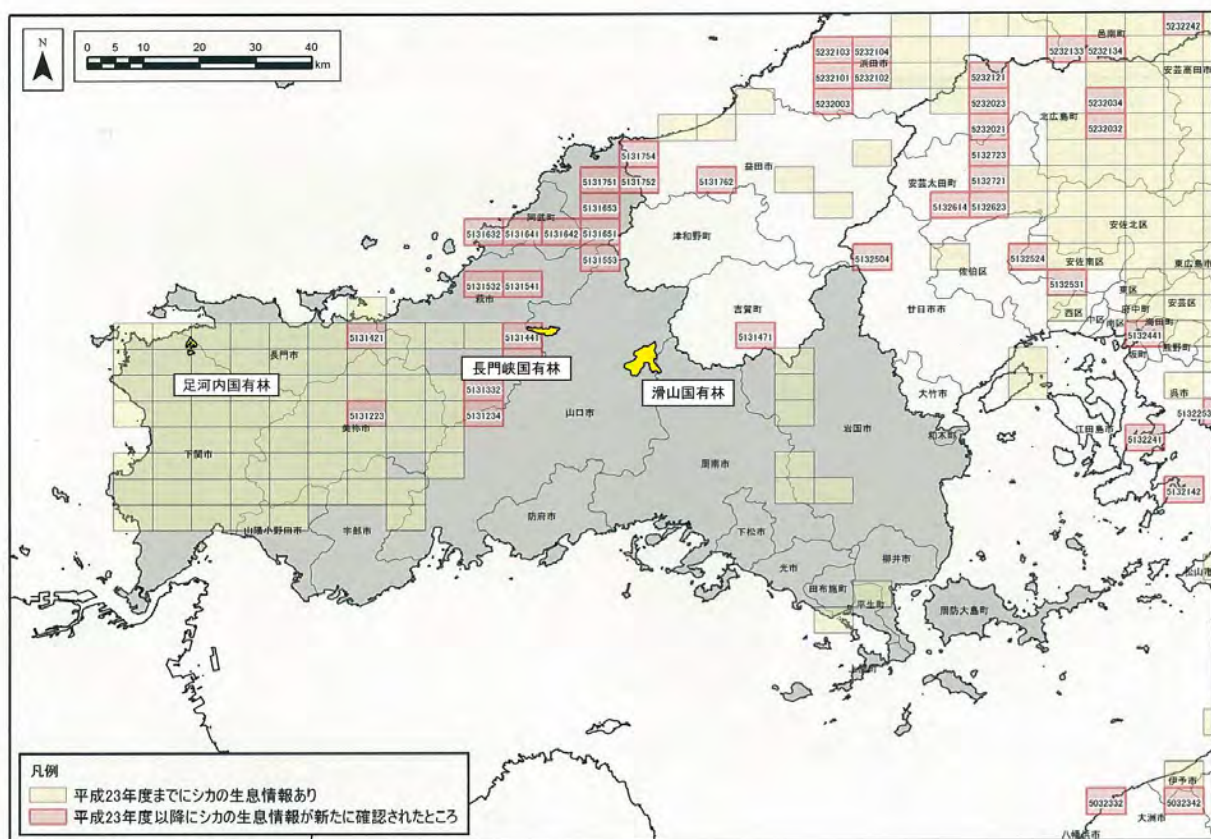 N
0 5 10 20 30 40
km
邑南町
5232242
5232103 5232104
浜田市
5232133 5232134
5232101 5232102
5232121
安芸高田市
5232003
5232023
5232034
北広島町
5232021
5232032
5131754
益田市
5132723
5131751 5131752
5131762
5132721
安芸太田町
5131653
阿武町
5132614 5132623
安佐北区
5131632 5131641 5131642 5131651
津和野町
5131553
5132504
5132524
安佐南区
佐伯区
東広島市
5131532 5131541
萩市
5132531
東区
安芸区
吉賀町
廿日市市
西区
中区
南区
府中町
海田町
5131421
5131441
5131471
5132441
熊野町
坂町
長門市
長門峡国有林
足河内国有林
滑山国有林
5131332
大竹市
呉市
5131223
5131234
美祢市
山口市
岩国市
和木町
江田島市
5132253
5132241
下関市
周南市
5132142
山陽小野田市
宇部市
防府市
下松市
光市
柳井市
田布施町
平生町
周防大島町
松山市
凡例
平成23年度までにシカの生息情報あり
平成23年度以降にシカの生息情報が新たに確認されたところ
伊予市
5032332
5032342
大洲市
八幡浜市